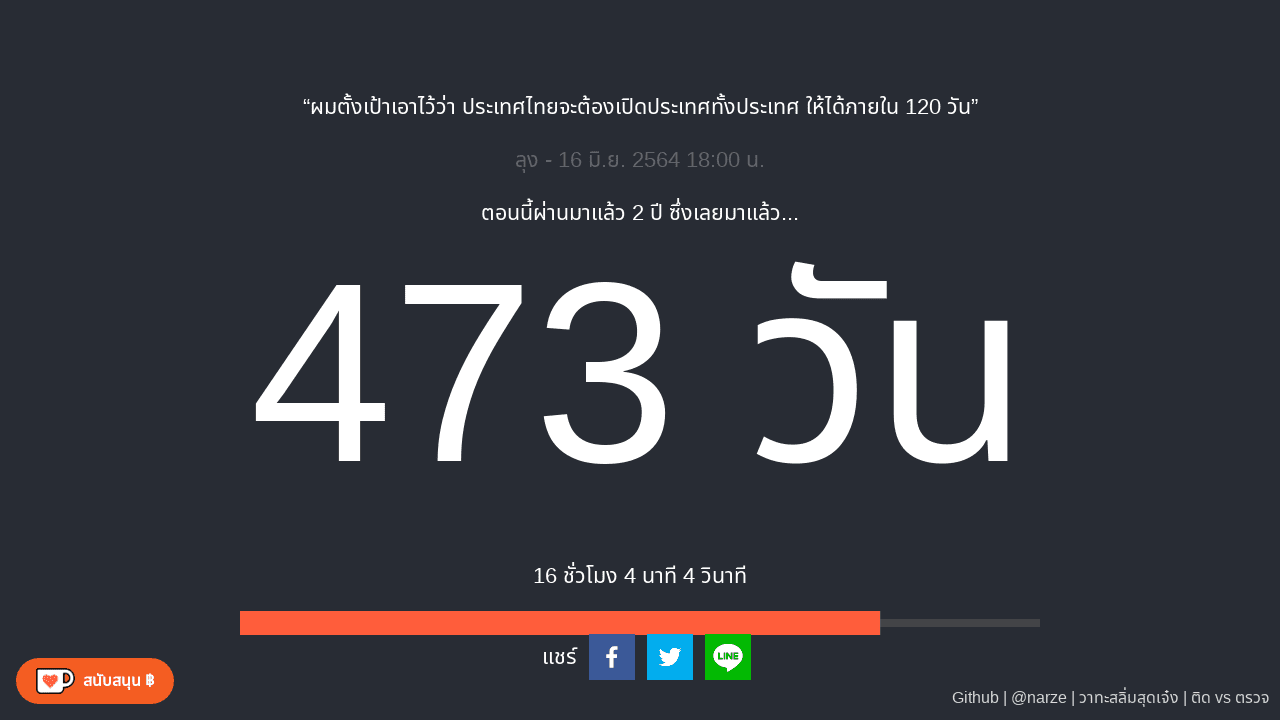 “ผมตั้งเป้าเอาไว้ว่า ประเทศไทยจะต้องเปิดประเทศทั้งประเทศ ให้ได้ภายใน 120 วัน”
ลุง - 16 มิ.ย. 2564 18:00 น.
ตอนนี้ผ่านมาแล้ว 2 ปี ซึ่งเลยมาแล้ว...
473 วัน
16 ชั่วโมง 4 นาที 4 วินาที
แชร์
LINE
สนับสนุน ฿
Github | @narze | วาทะสลิ่มสุดเจ๋ง | ติด vs ตรวจ